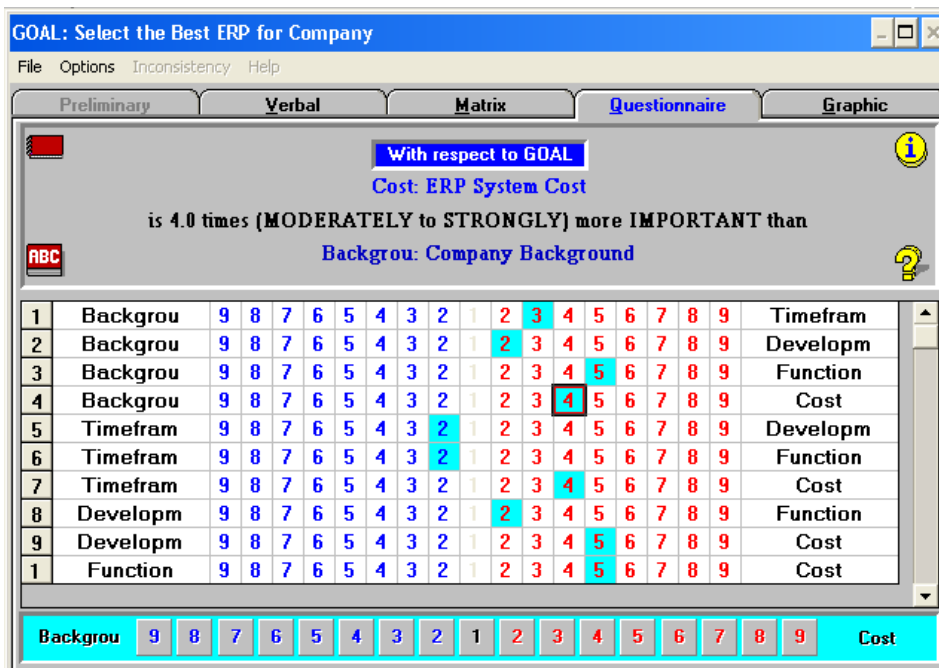 GOAL: Select the Best ERP for Company
File Options Inconsistency Help
Preliminary Verbal Matrix Questionnaire Graphic
With respect to GOAL
i
Cost: ERP System Cost
is 4.0 times (MODERATELY to STRONGLY) more IMPORTANT than
ABC Backgrou: Company Background ?
1 Backgrou 9 8 7 6 5 4 3 2 1 2 3 4 5 6 7 8 9 Timefram
2 Backgrou 9 8 7 6 5 4 3 2 1 2 3 4 5 6 7 8 9 Developm
3 Backgrou 9 8 7 6 5 4 3 2 1 2 3 4 5 6 7 8 9 Function
4 Backgrou 9 8 7 6 5 4 3 2 1 2 3 4 5 6 7 8 9 Cost
5 Timefram 9 8 7 6 5 4 3 2 1 2 3 4 5 6 7 8 9 Developm
6 Timefram 9 8 7 6 5 4 3 2 1 2 3 4 5 6 7 8 9 Function
7 Timefram 9 8 7 6 5 4 3 2 1 2 3 4 5 6 7 8 9 Cost
8 Developm 9 8 7 6 5 4 3 2 1 2 3 4 5 6 7 8 9 Function
9 Developm 9 8 7 6 5 4 3 2 1 2 3 4 5 6 7 8 9 Cost
1 Function 9 8 7 6 5 4 3 2 1 2 3 4 5 6 7 8 9 Cost
Backgrou 9 8 7 6 5 4 3 2 1 2 3 4 5 6 7 8 9 Cost